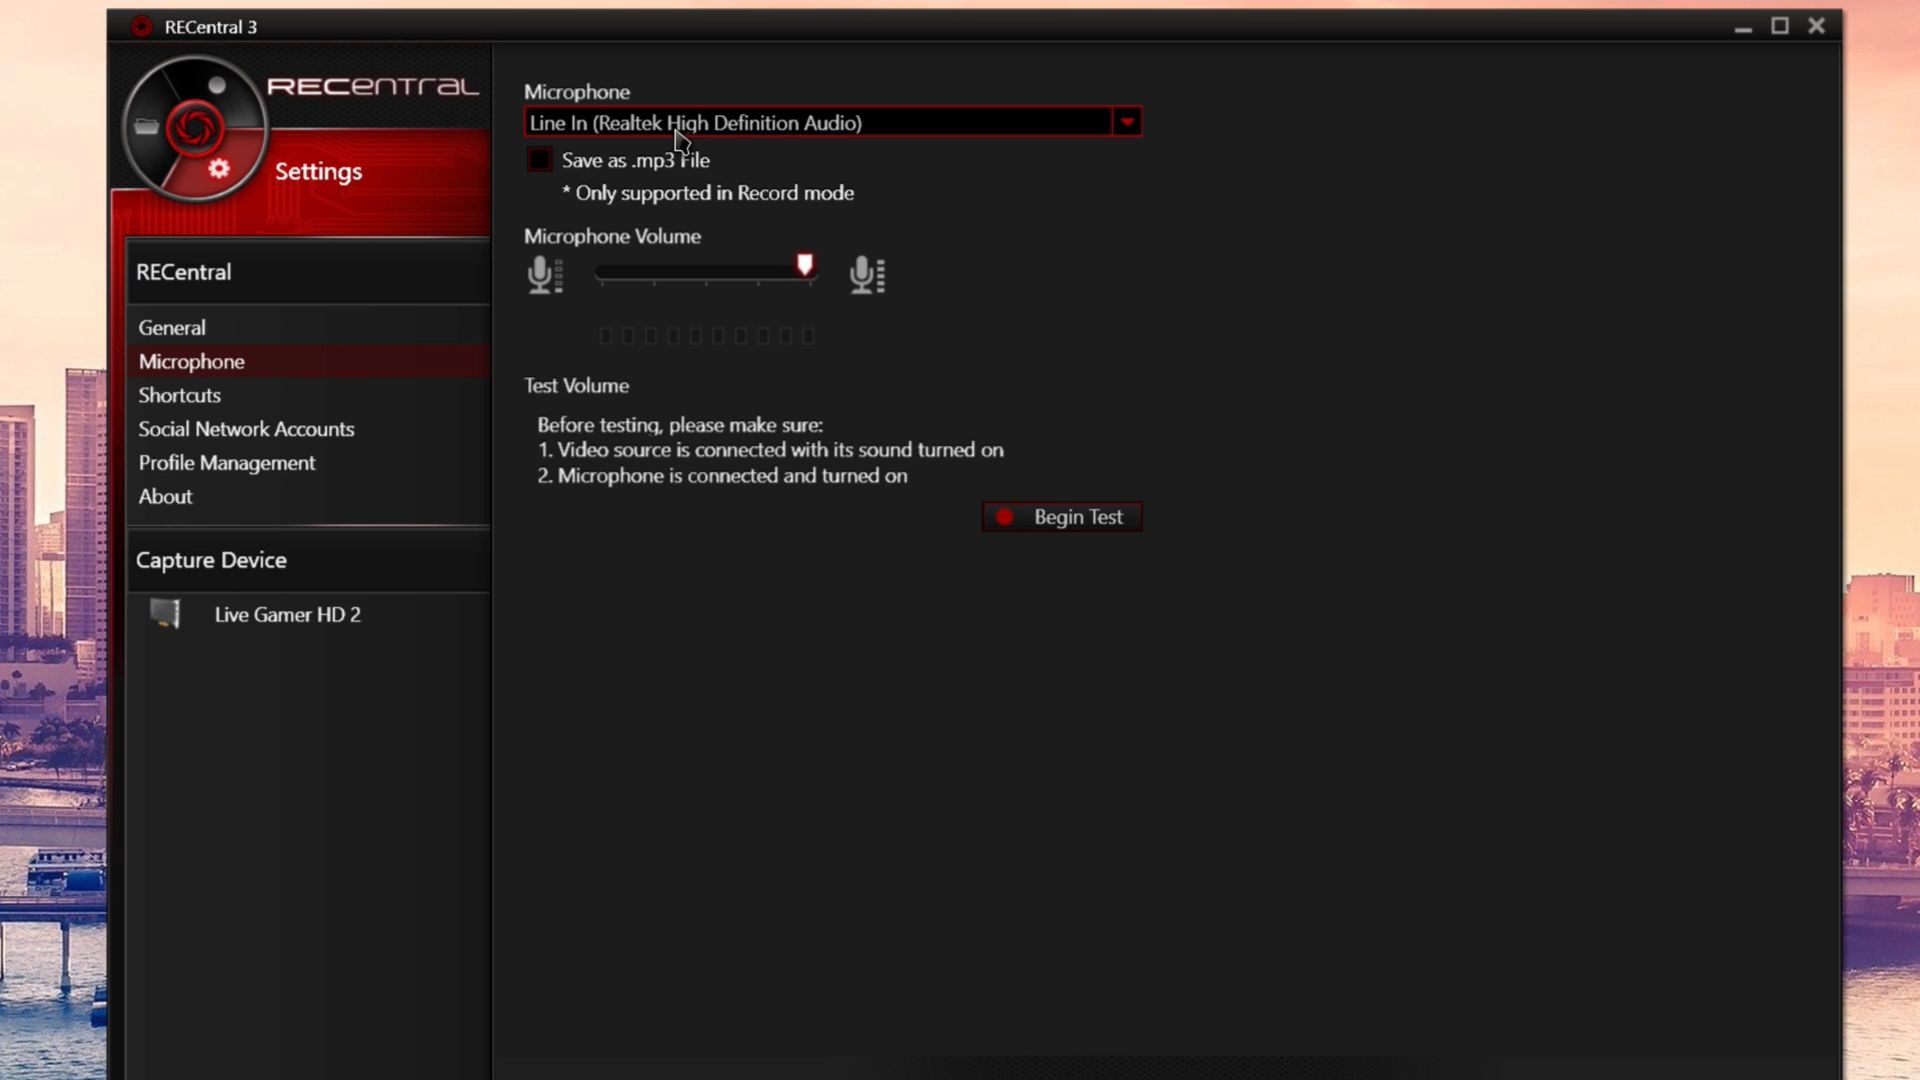 RECentral 3
RECentral
Settings
RECentral
General
Microphone
Shortcuts
Social Network Accounts
Profile Management
About
Capture Device
Live Gamer HD 2
Microphone
Line In (Realtek High Definition Audio)
Save as .mp3 File
* Only supported in Record mode
Microphone Volume
Test Volume
Before testing, please make sure:
1. Video source is connected with its sound turned on
2. Microphone is connected and turned on
Begin Test